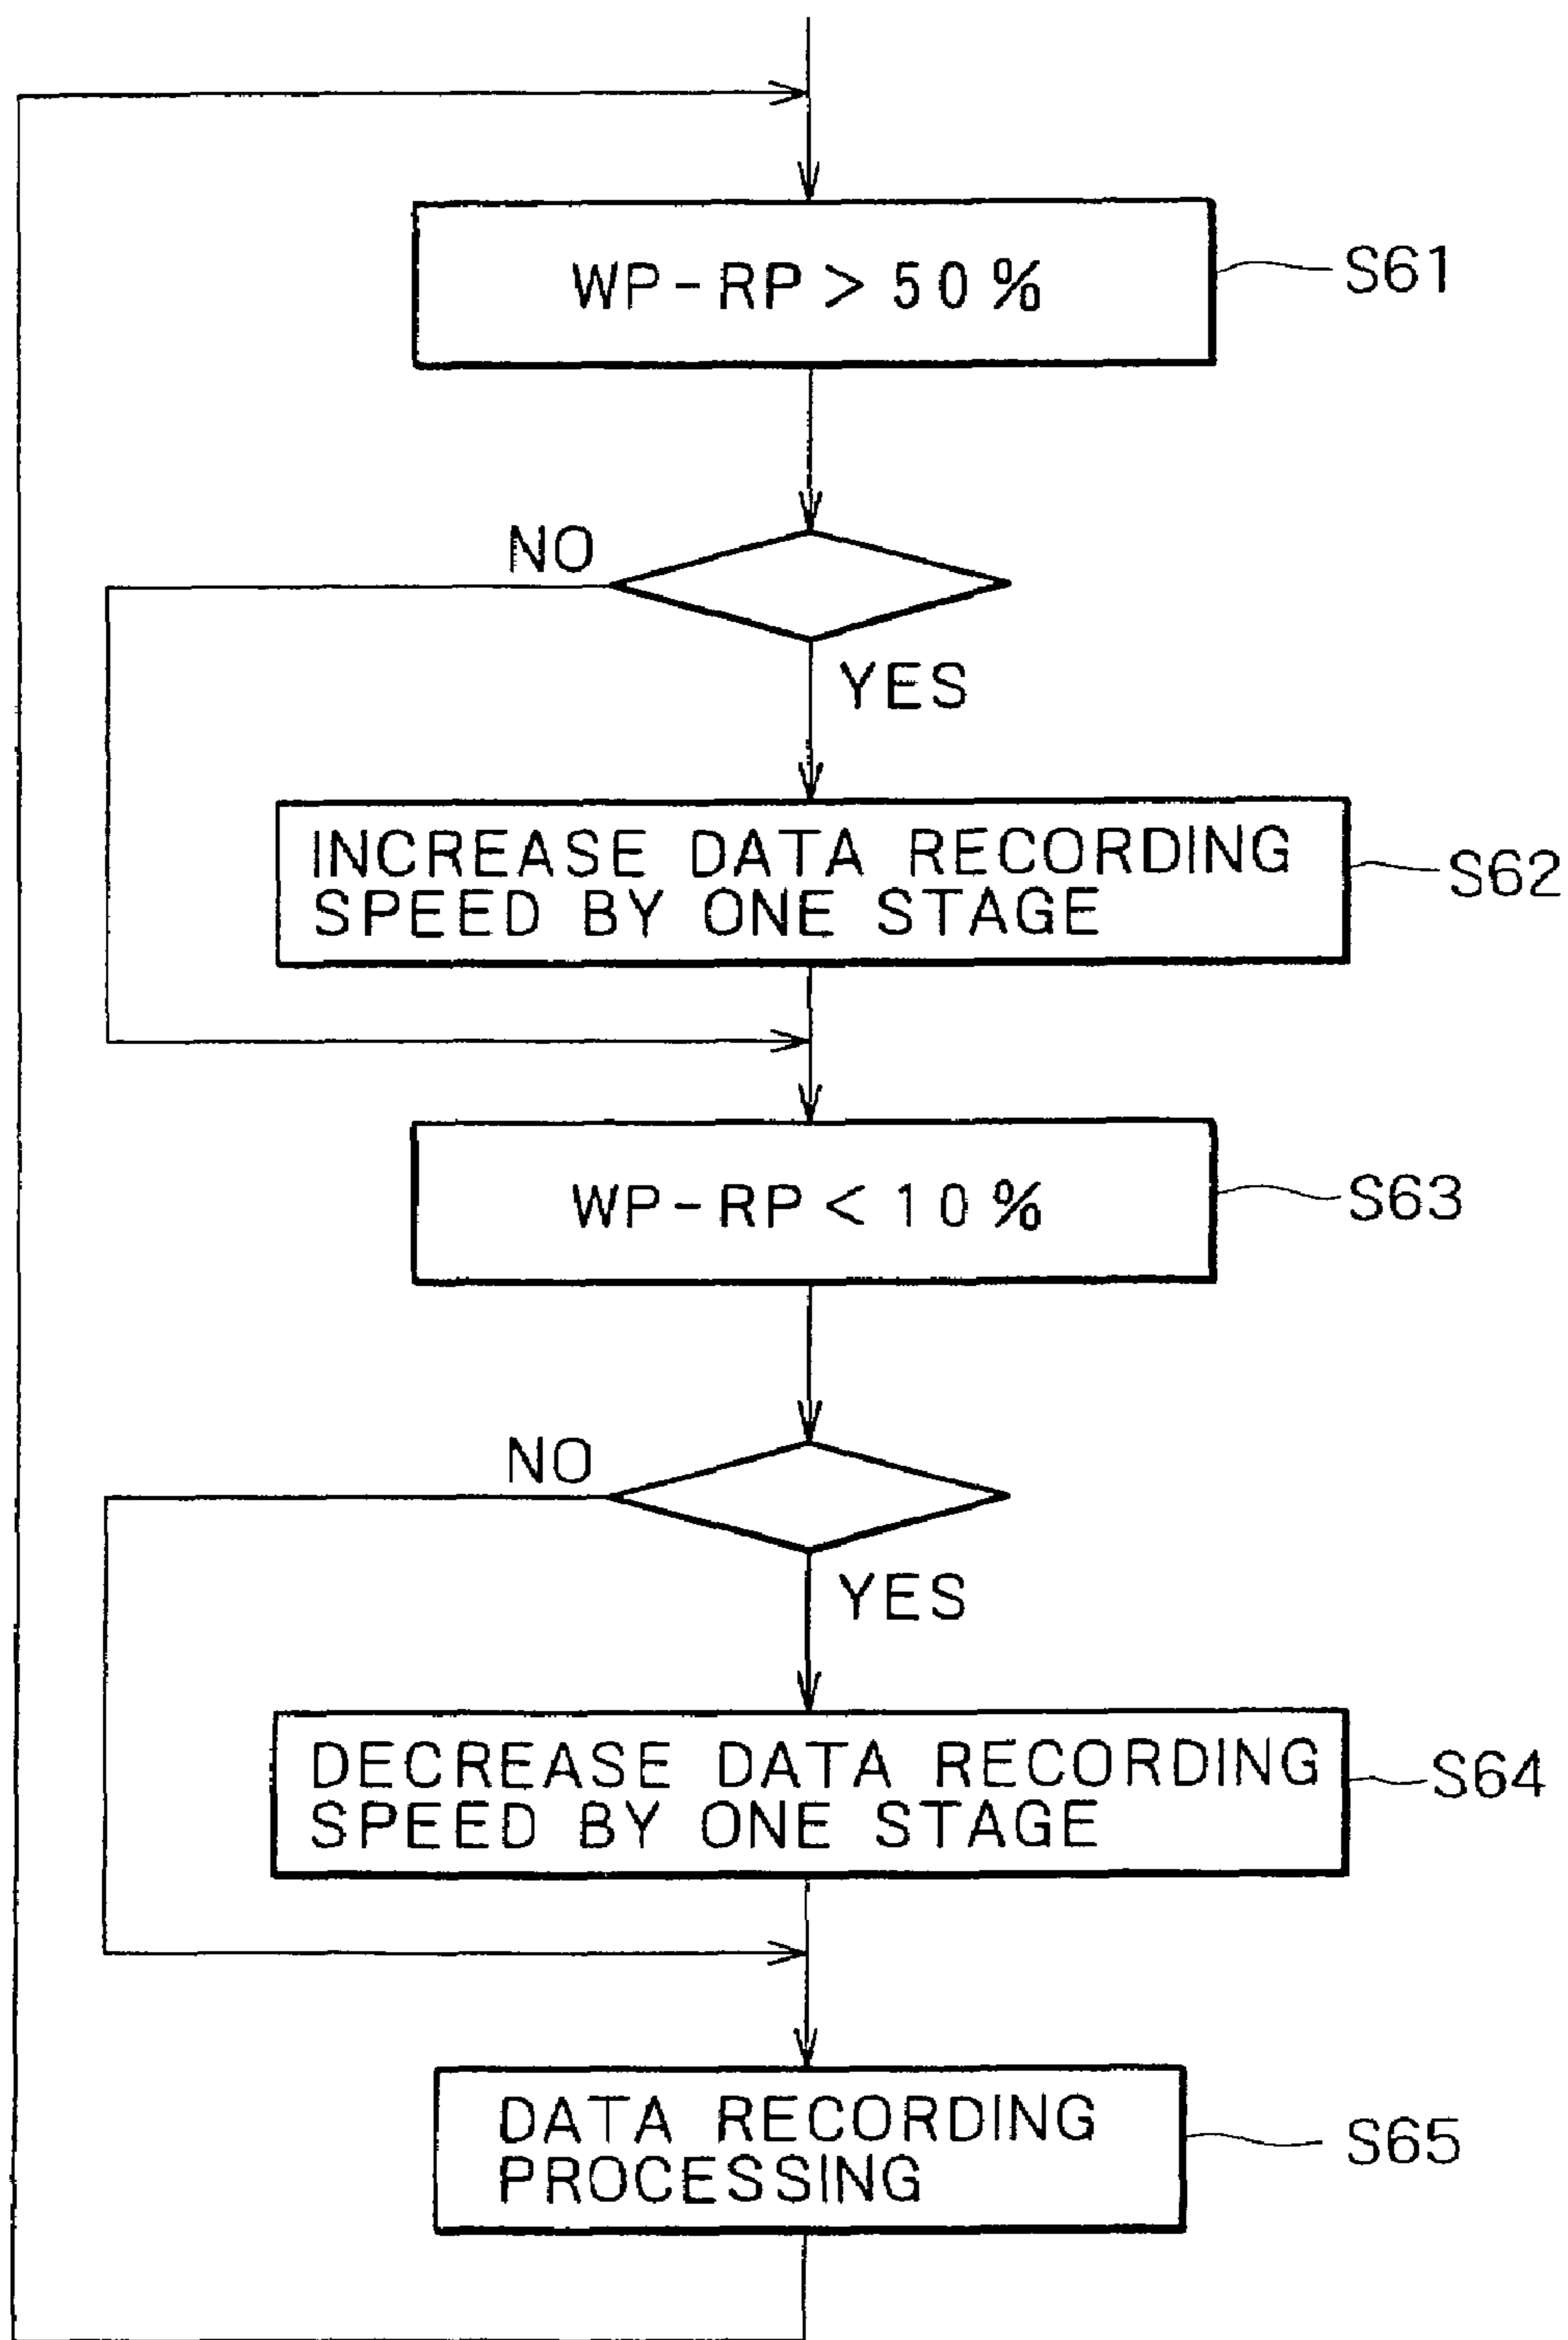 WP-RP > 50%
S61
NO
YES
INCREASE DATA RECORDING
SPEED BY ONE STAGE
S62
WP-RP < 10%
S63
NO
YES
DECREASE DATA RECORDING
SPEED BY ONE STAGE
S64
DATA RECORDING
PROCESSING
S65